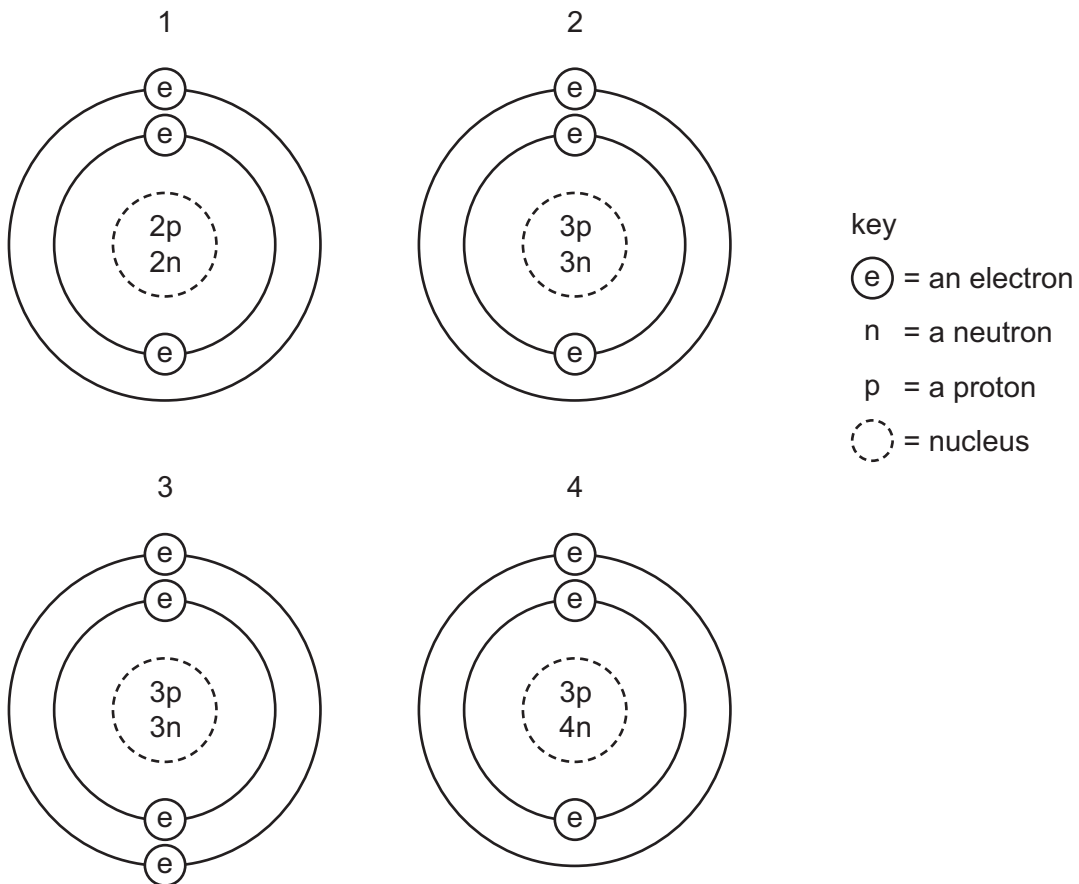 1
e
e
2p
2n
e
2
e
e
3p
3n
e
key
e = an electron
n = a neutron
p = a proton
= nucleus
3
e
e
3p
3n
e
e
4
e
e
3p
4n
e